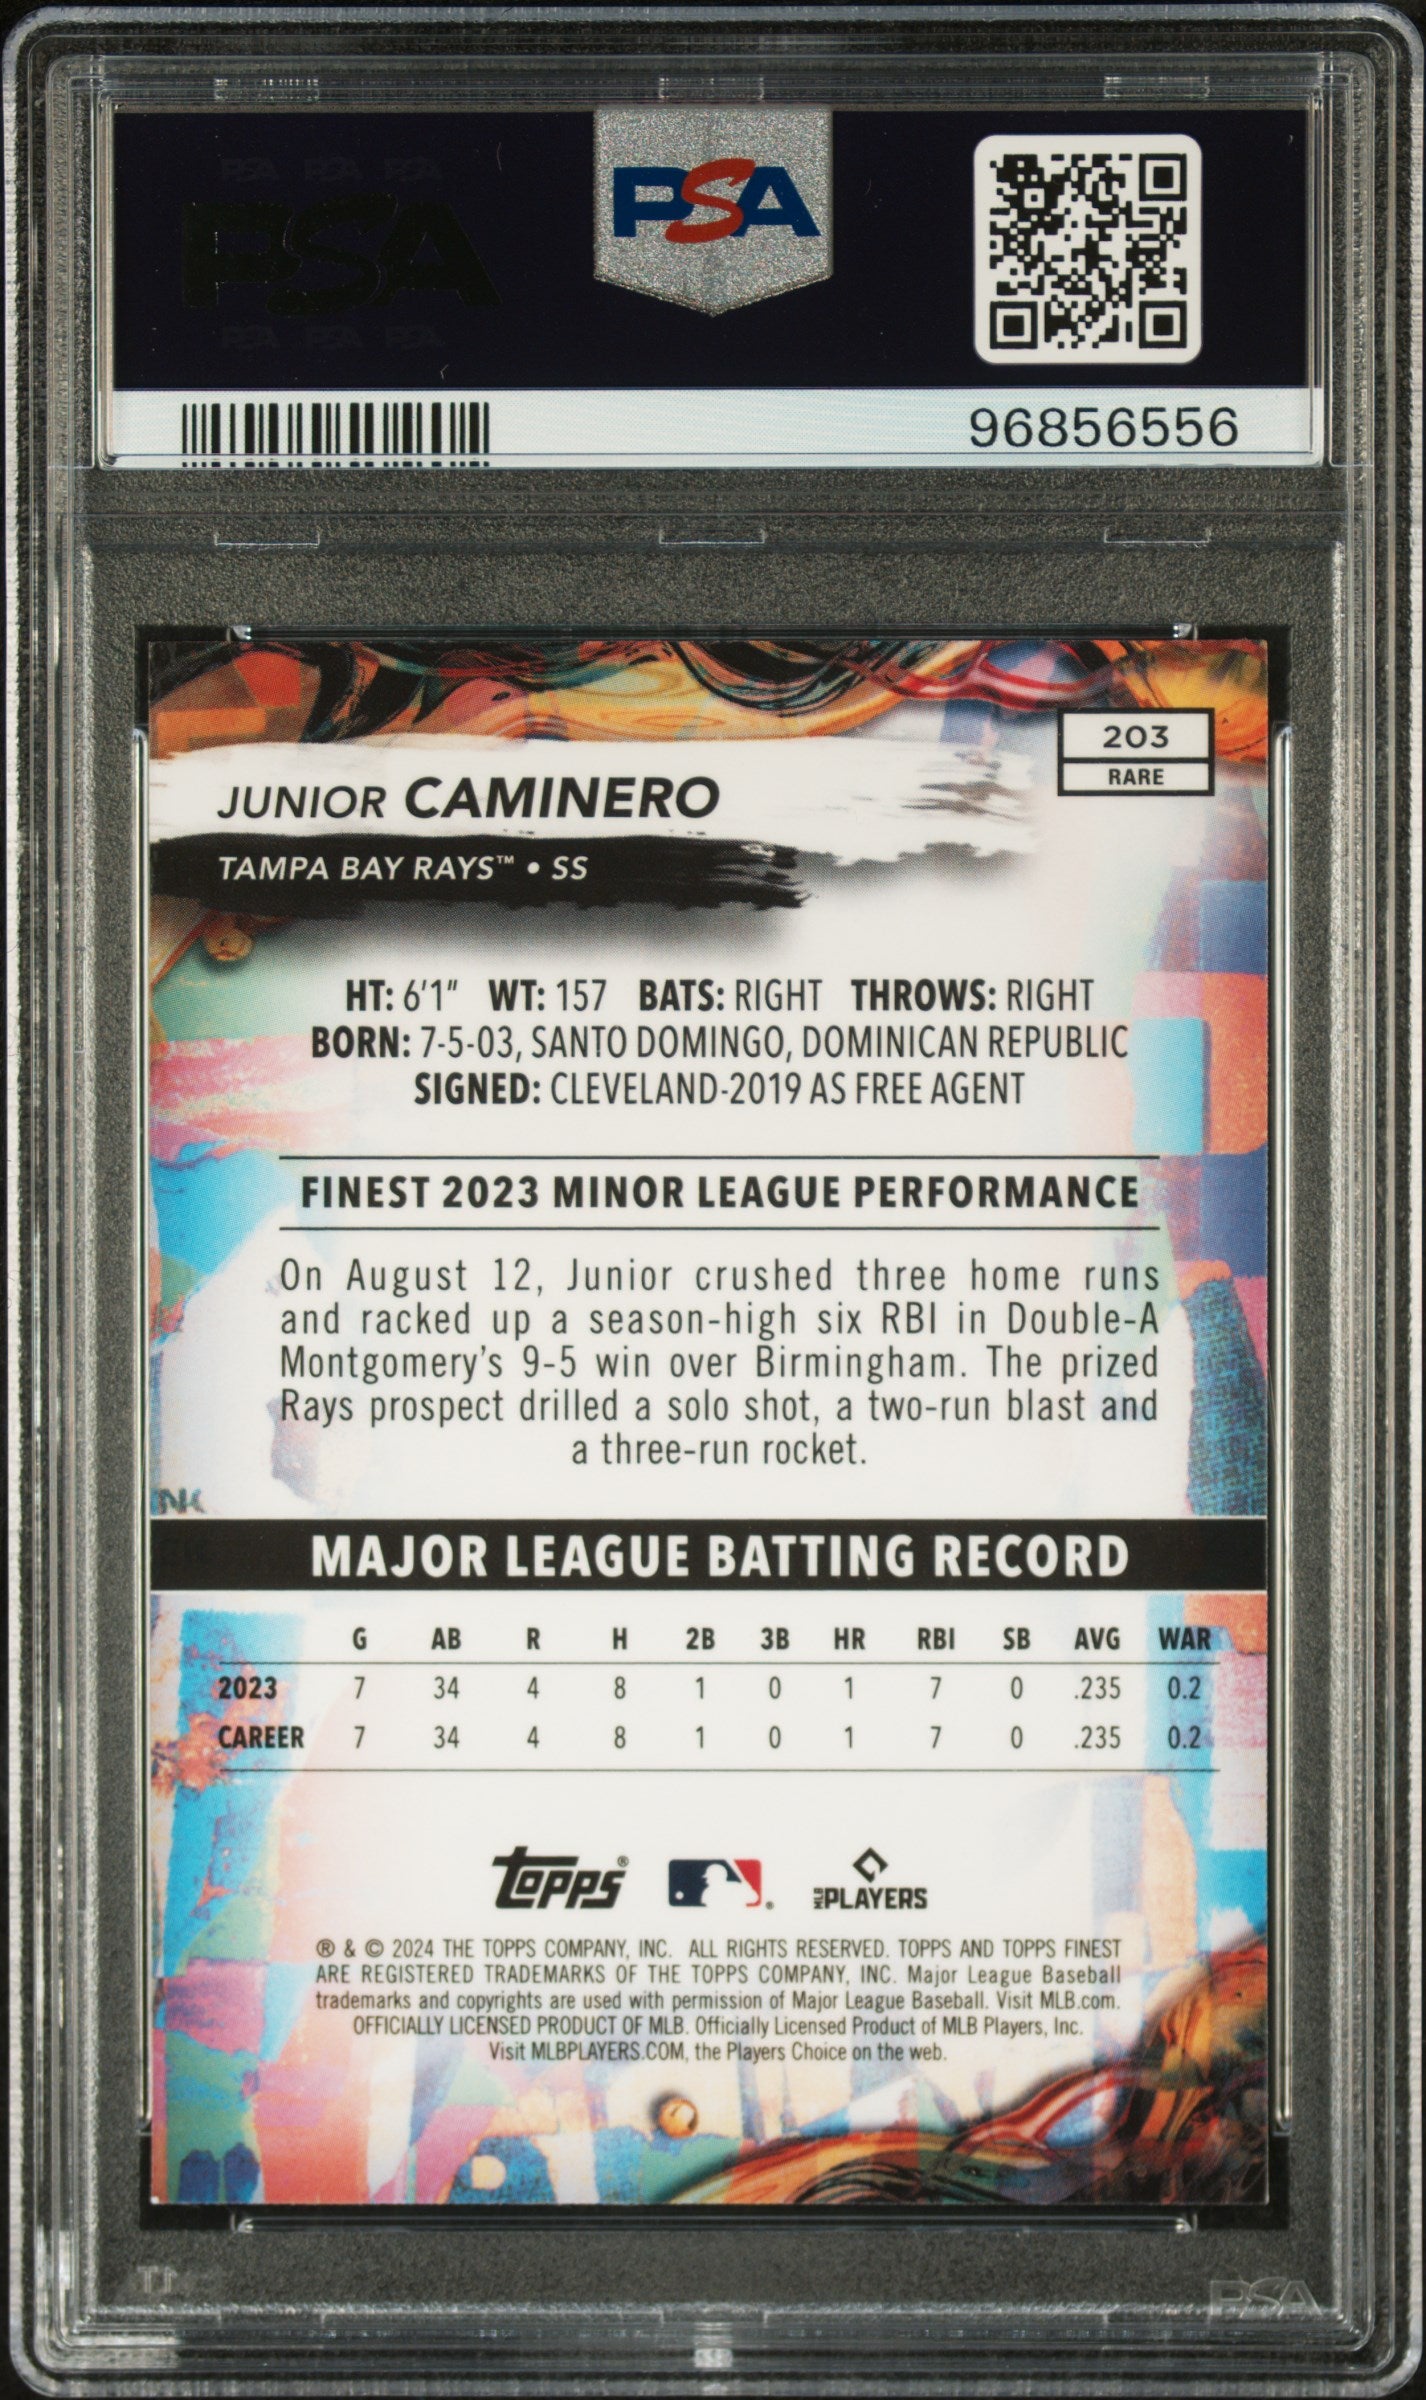 PSA PSA PSA
PSA
PSA PSA PSA
PSA
96856556
203
RARE
JUNIOR CAMINERO
TAMPA BAY RAYS™ • SS
HT: 6'1" WT: 157 BATS: RIGHT THROWS: RIGHT
BORN: 7-5-03, SANTO DOMINGO, DOMINICAN REPUBLIC
SIGNED: CLEVELAND-2019 AS FREE AGENT
FINEST 2023 MINOR LEAGUE PERFORMANCE
On August 12, Junior crushed three home runs
and racked up a season-high six RBI in Double-A
Montgomery's 9-5 win over Birmingham. The prized
Rays prospect drilled a solo shot, a two-run blast and
a three-run rocket.
MAJOR LEAGUE BATTING RECORD
G AB R H 2B 3B HR RBI SB AVG WAR
2023 7 34 4 8 1 0 1 7 0 .235 0.2
CAREER 7 34 4 8 1 0 1 7 0 .235 0.2
TOPPS® ® MLB PLAYERS
® & © 2024 THE TOPPS COMPANY, INC. ALL RIGHTS RESERVED. TOPPS AND TOPPS FINEST
ARE REGISTERED TRADEMARKS OF THE TOPPS COMPANY, INC. Major League Baseball
trademarks and copyrights are used with permission of Major League Baseball. Visit MLB.com.
OFFICIALLY LICENSED PRODUCT OF MLB. Officially Licensed Product of MLB Players, Inc.
Visit MLBPLAYERS.COM, the Players Choice on the web.
PSA